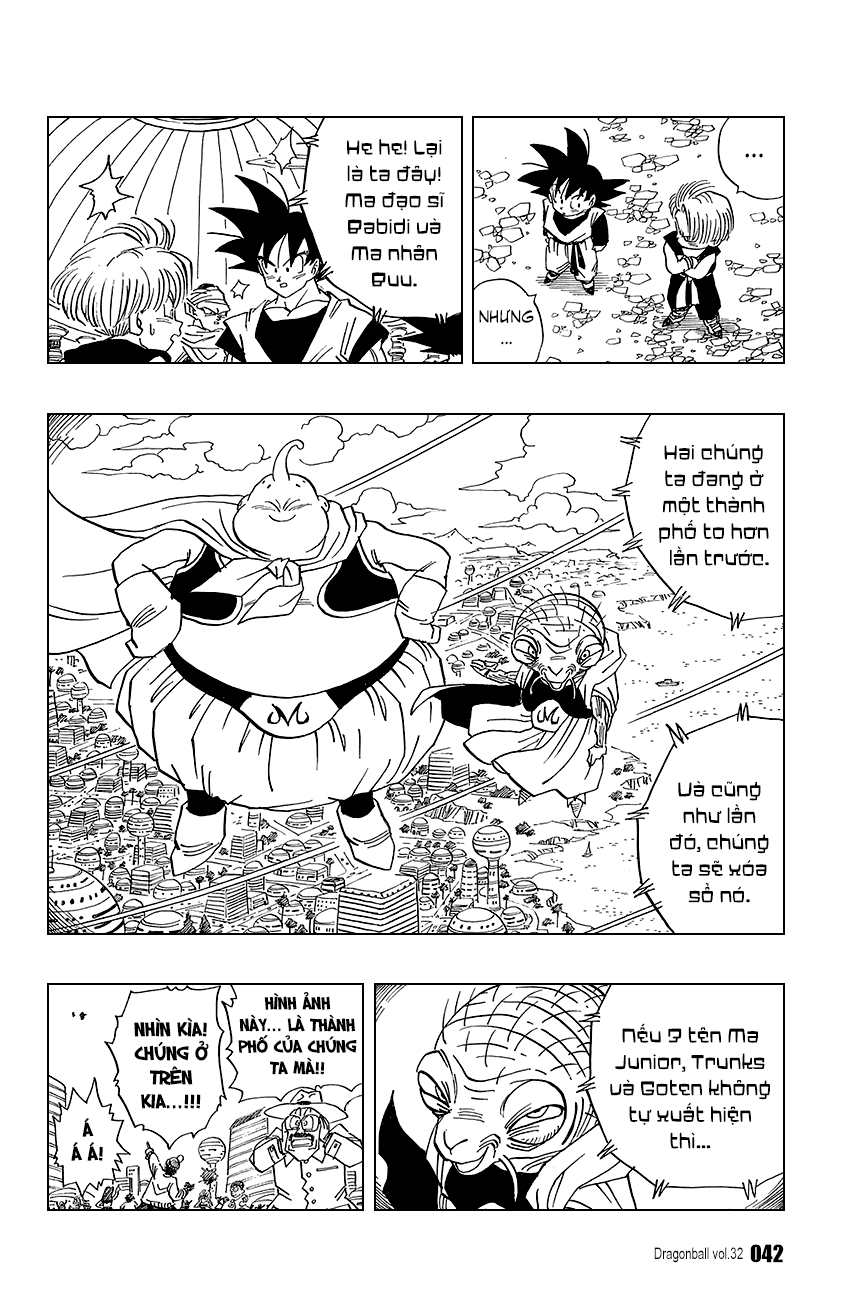 ...
NHƯNG
...
He he! Lại
là ta đây!
Ma đạo sĩ
Babidi và
Ma nhân
Buu.
Hai chúng
ta đang ở
một thành
phố to hơn
lần trước.
Và cũng
như lần
đó, chúng
ta sẽ xóa
sổ nó.
Nếu 3 tên Ma
Junior, Trunks
và Goten không
tự xuất hiện
thì...
HÌNH ẢNH
NÀY... LÀ THÀNH
PHỐ CỦA CHÚNG
TA MÀ!!
NHÌN KÌA!
CHÚNG Ở
TRÊN
KIA...!!!
Á
Á Á!
Dragonball vol.32 042